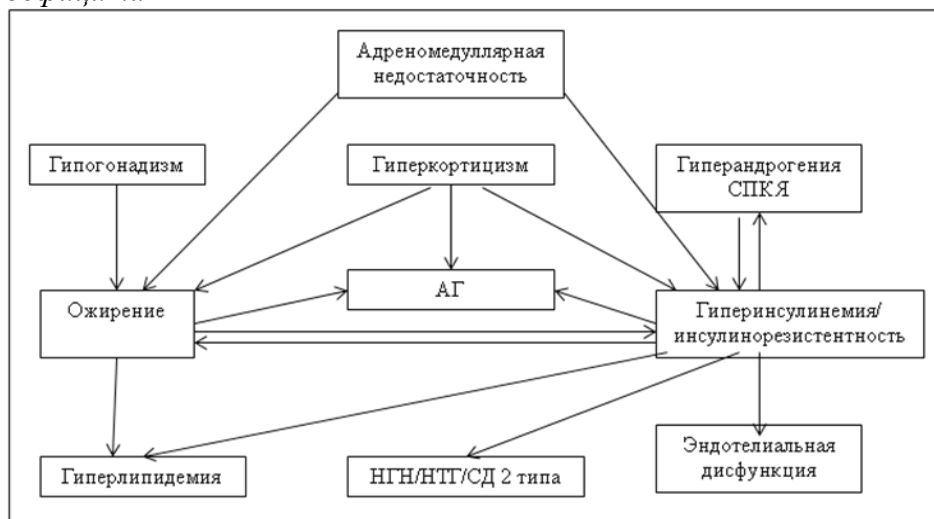 Адреномедуллярная
недостаточность
Гипогонадизм
Гиперкортицизм
Гиперандрогения
СПКЯ
Ожирение
АГ
Гиперинсулинемия/
инсулинорезистентность
Гиперлипидемия
НГН/НТГ/СД 2 типа
Эндотелиальная
дисфункция